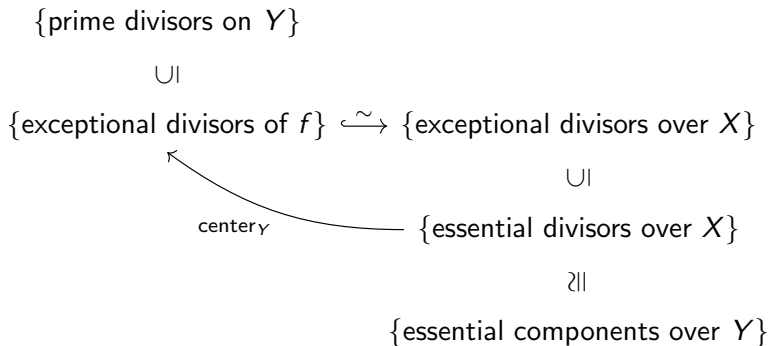 {prime divisors on Y}
∪|
{exceptional divisors of f} ↪∼ {exceptional divisors over X}
∪|
center_Y {essential divisors over X}
≀||
{essential components over Y}